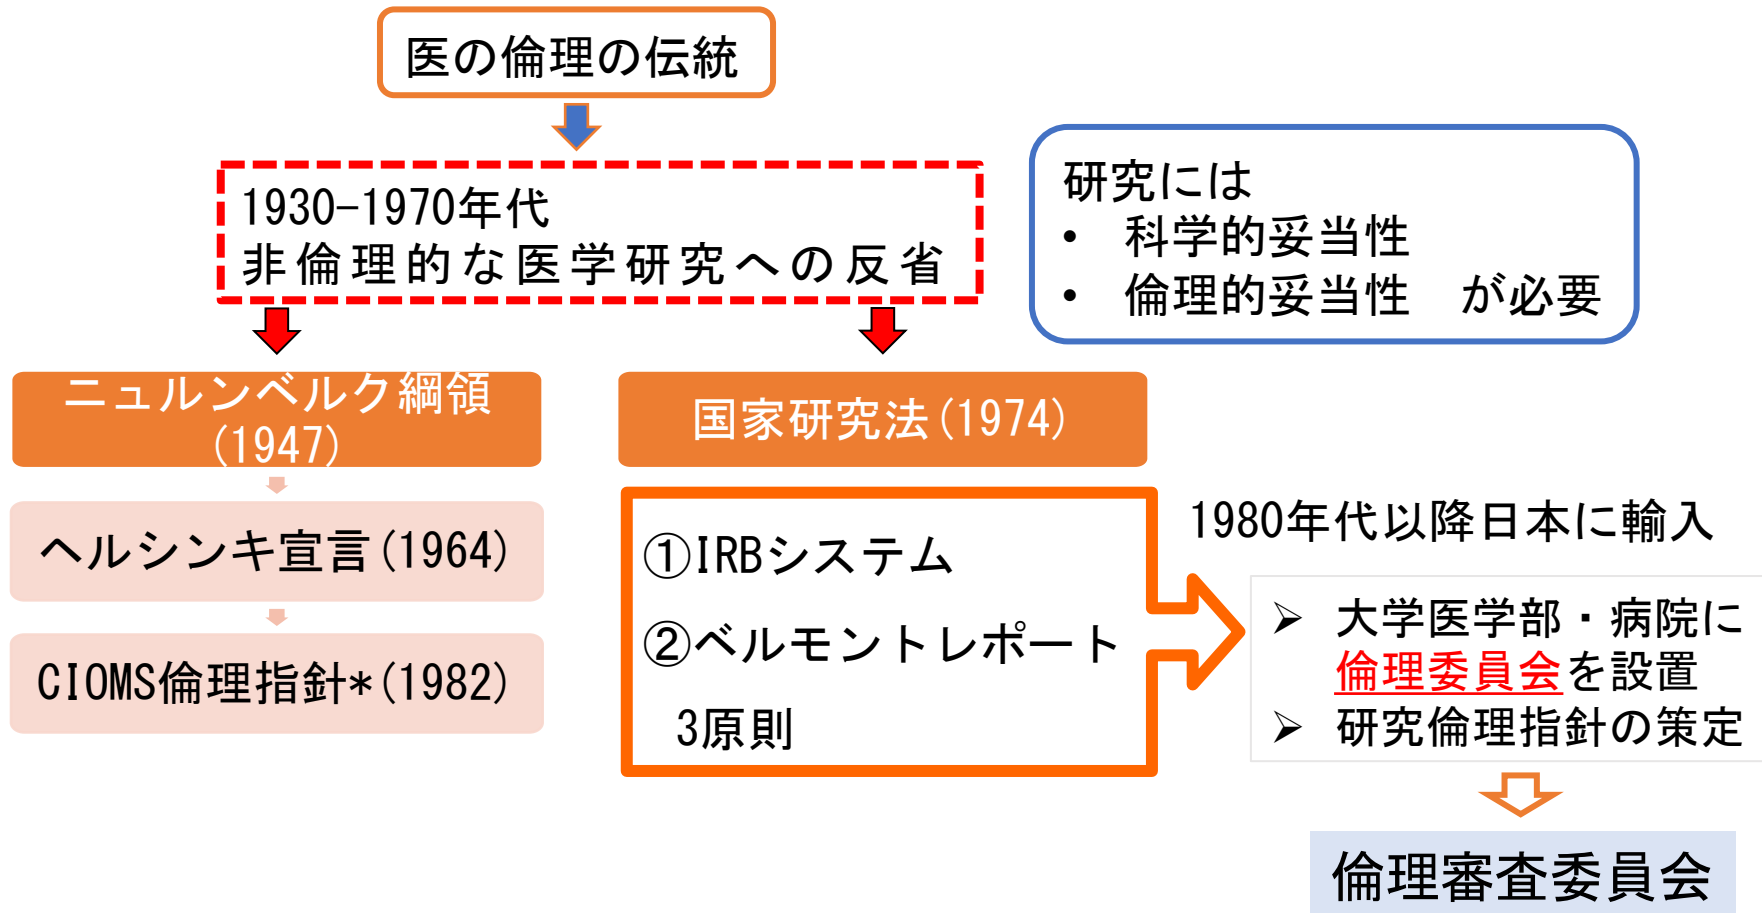 医の倫理の伝統
1930-1970年代
非倫理的な医学研究への反省
研究には
• 科学的妥当性
• 倫理的妥当性　が必要
ニュルンベルク綱領
(1947)
ヘルシンキ宣言(1964)
CIOMS倫理指針*(1982)
国家研究法(1974)
①IRBシステム
②ベルモントレポート
3原則
1980年代以降日本に輸入
➢ 大学医学部・病院に
倫理委員会を設置
➢ 研究倫理指針の策定
倫理審査委員会